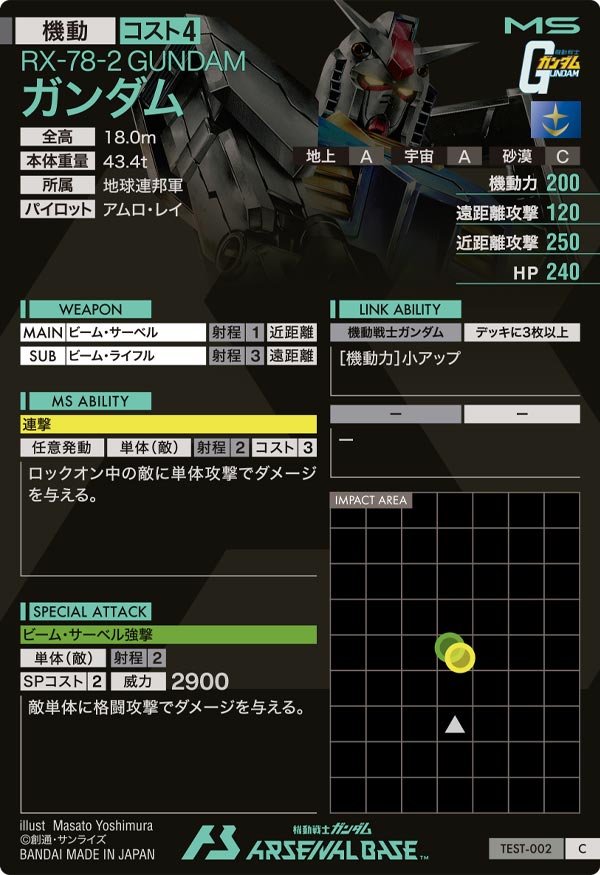 機動 コスト4
MS
RX-78-2 GUNDAM
ガンダム
機動戦士
ガンダム
GUNDAM
全高 18.0m
本体重量 43.4t
所属 地球連邦軍
パイロット アムロ・レイ
地上 A 宇宙 A 砂漠 C
機動力 200
遠距離攻撃 120
近距離攻撃 250
HP 240
WEAPON
MAIN ビーム・サーベル 射程 1 近距離
SUB ビーム・ライフル 射程 3 遠距離
MS ABILITY
連撃
任意発動 単体(敵) 射程 2 コスト 3
ロックオン中の敵に単体攻撃でダメージ
を与える。
SPECIAL ATTACK
ビーム・サーベル強撃
単体(敵) 射程 2
SPコスト 2 威力 2900
敵単体に格闘攻撃でダメージを与える。
LINK ABILITY
機動戦士ガンダム デッキに3枚以上
[機動力]小アップ
— —
—
IMPACT AREA
illust Masato Yoshimura
©創通・サンライズ
BANDAI MADE IN JAPAN
機動戦士ガンダム
AB ARSENAL BASE™
TEST-002 C